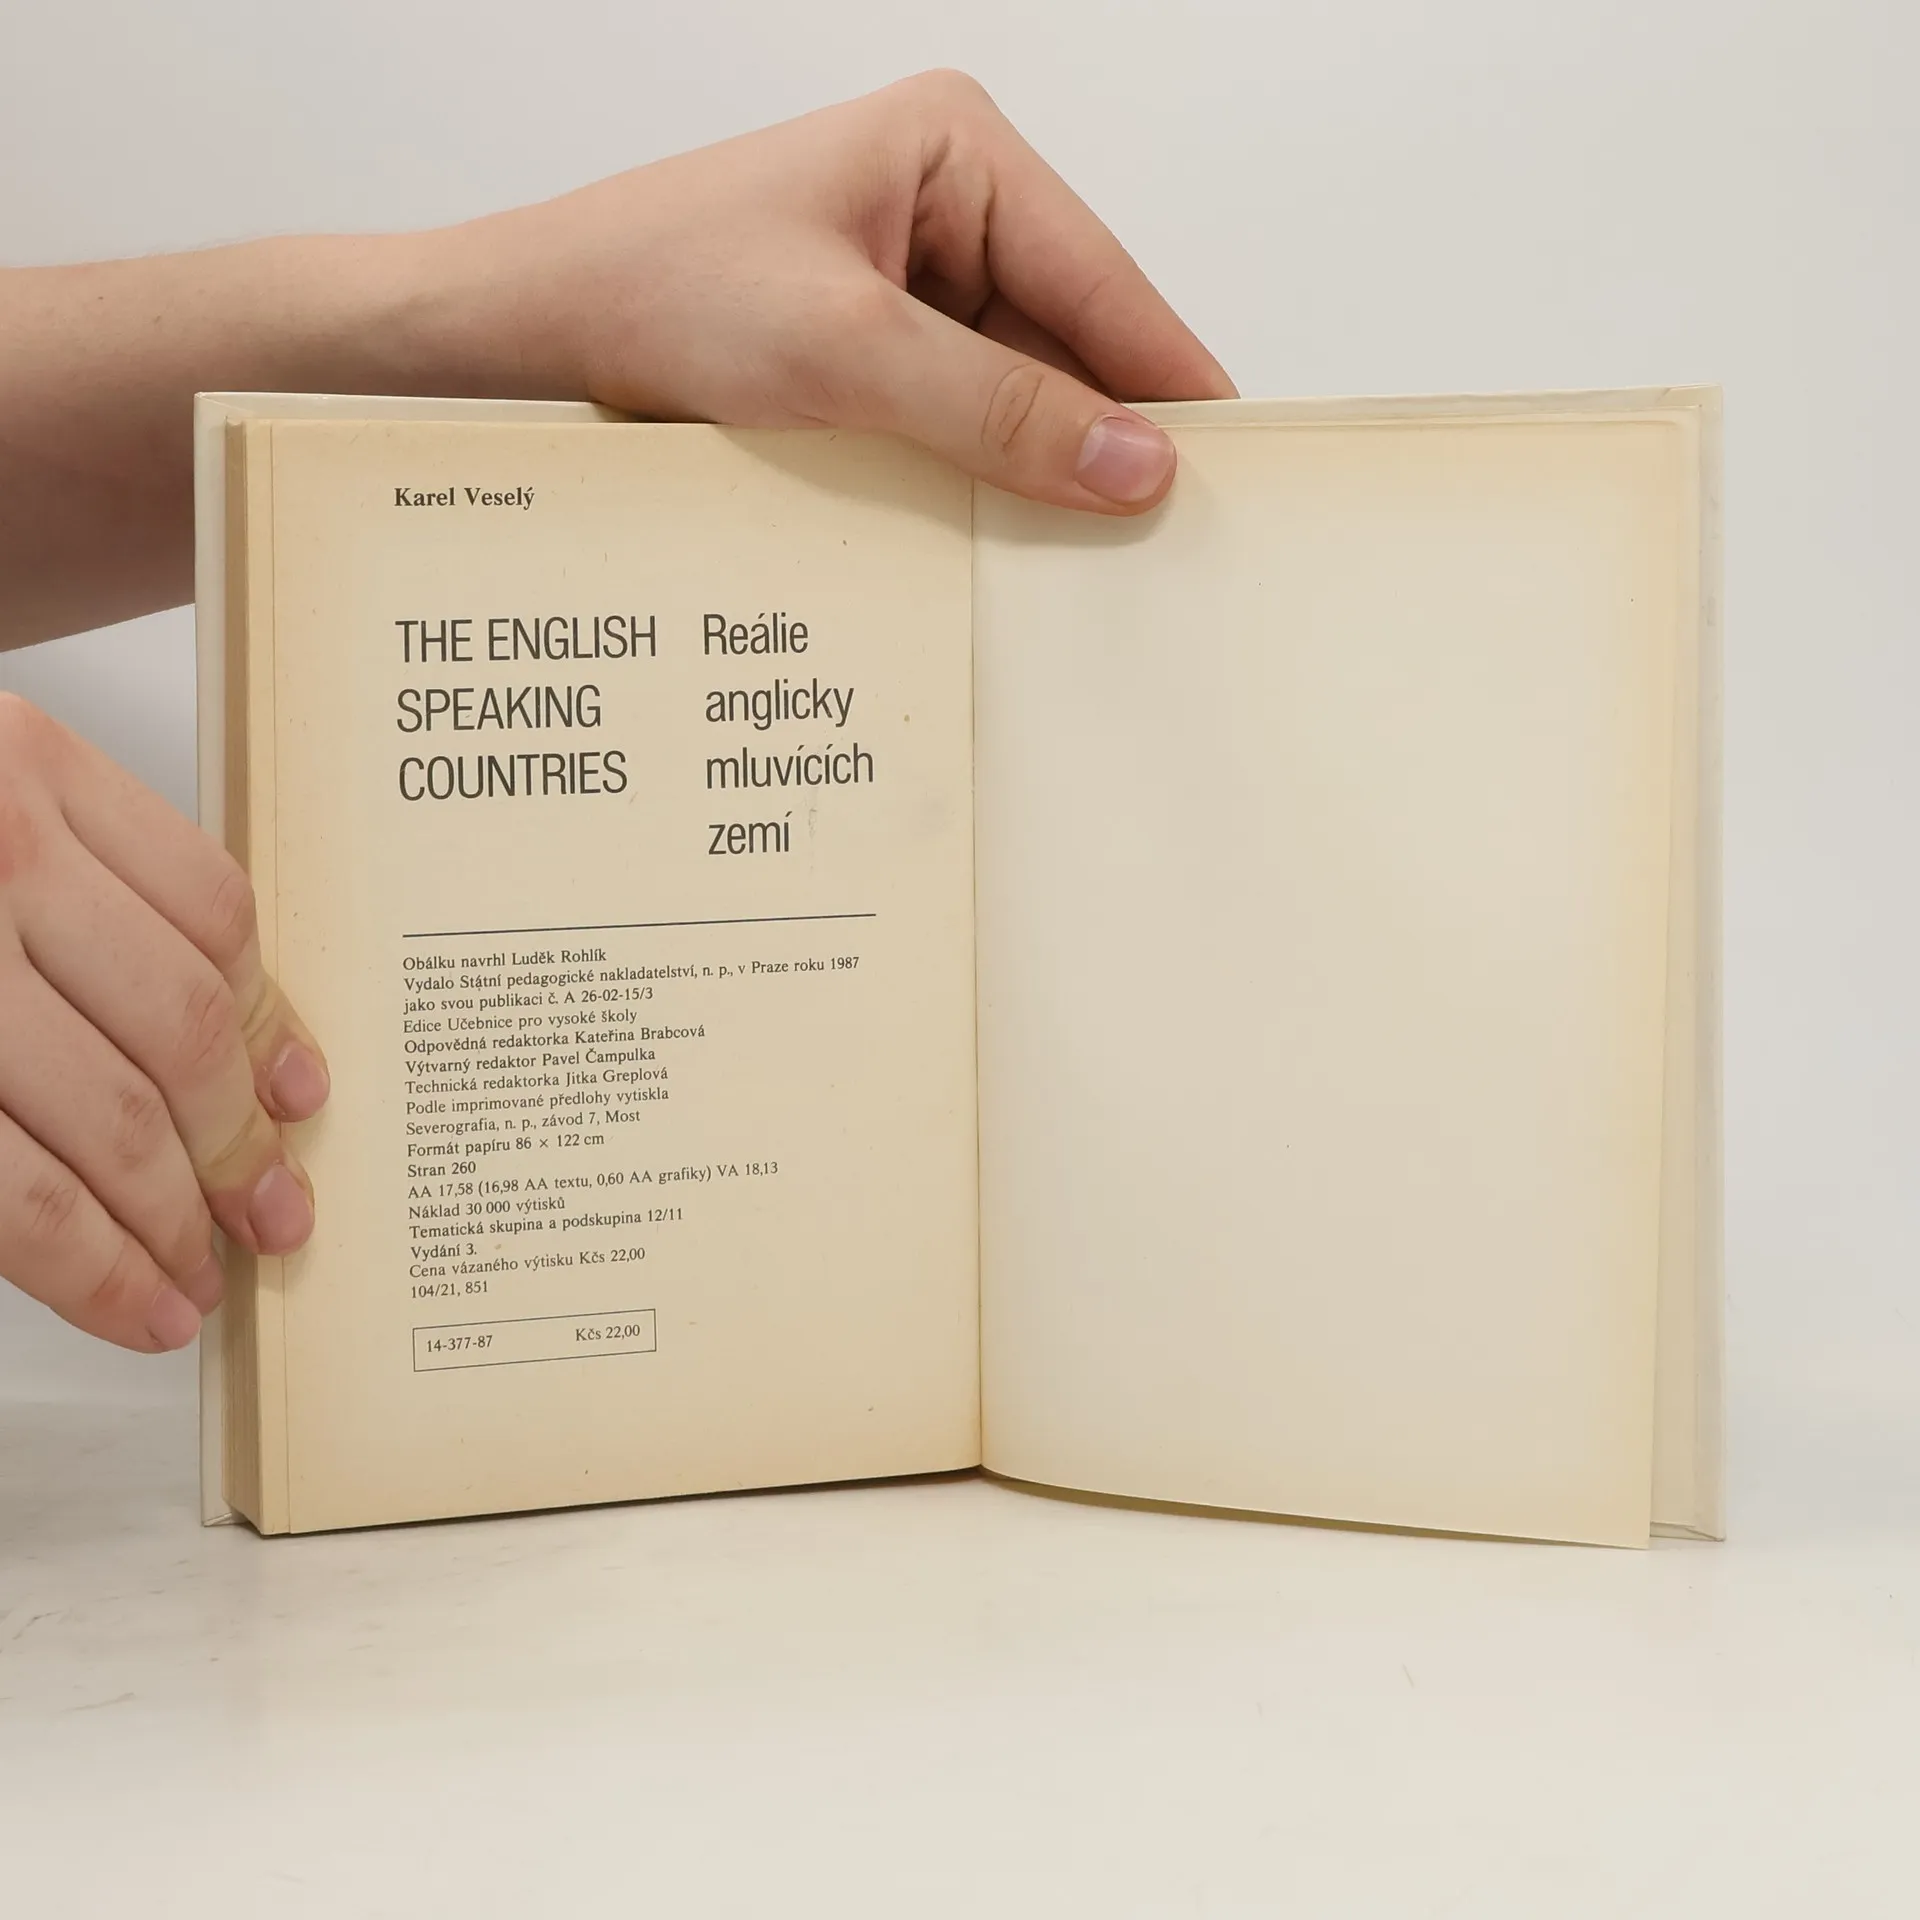 Karel Veselý
THE ENGLISH
SPEAKING
COUNTRIES
Reálie
anglicky
mluvících
zemí
Obálku navrhl Luděk Rohlík
Vydalo Státní pedagogické nakladatelství, n. p., v Praze roku 1987
jako svou publikaci č. A 26-02-15/3
Edice Učebnice pro vysoké školy
Odpovědná redaktorka Kateřina Brabcová
Výtvarný redaktor Pavel Čampulka
Technická redaktorka Jitka Greplová
Podle imprimované předlohy vytiskla
Severografia, n. p., závod 7, Most
Formát papíru 86 × 122 cm
Stran 260
AA 17,58 (16,98 AA textu, 0,60 AA grafiky) VA 18,13
Náklad 30 000 výtisků
Tematická skupina a podskupina 12/11
Vydání 3.
Cena vázaného výtisku Kčs 22,00
104/21, 851
14-377-87 Kčs 22,00